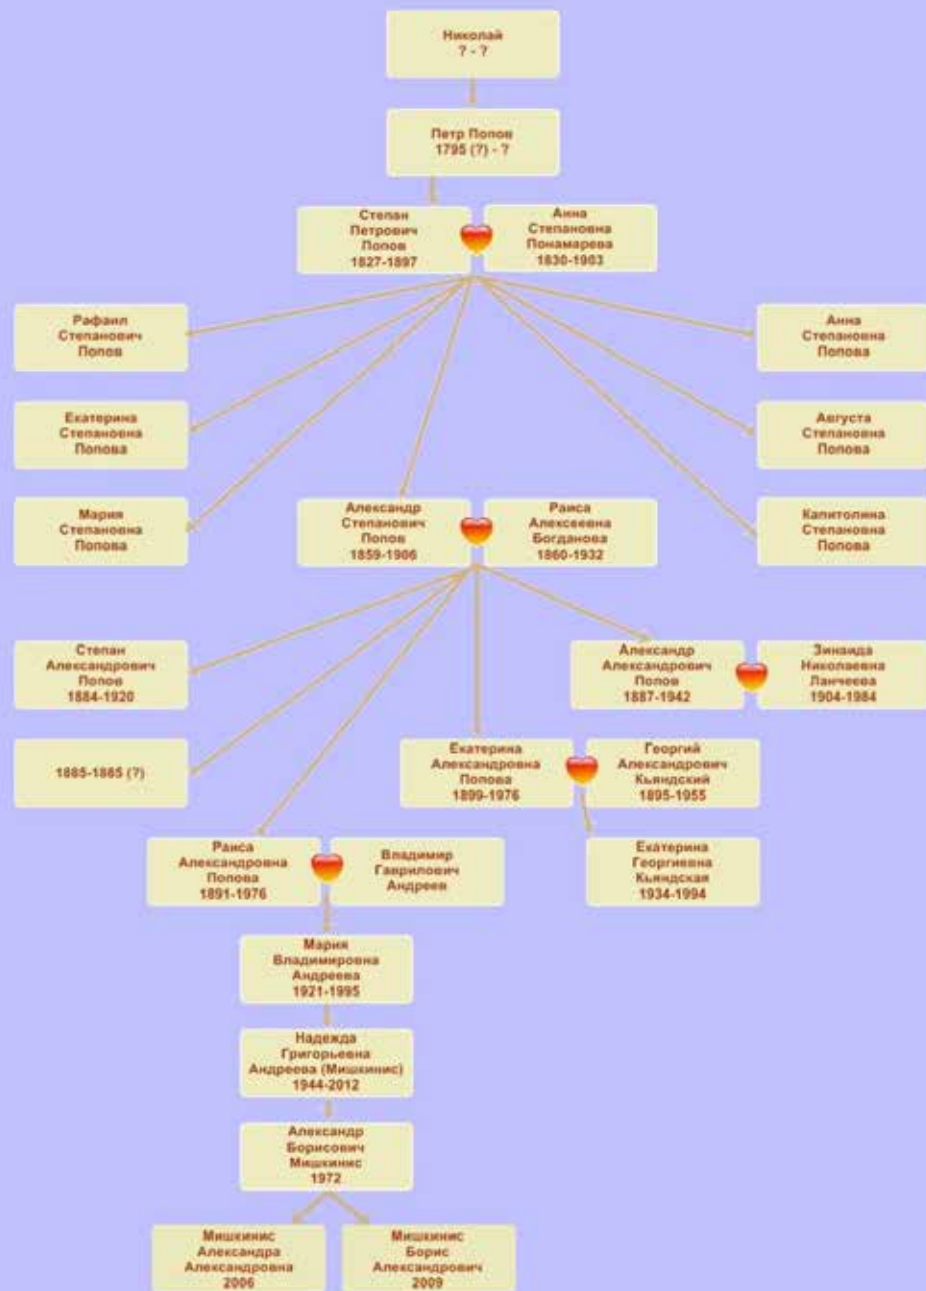 Николай
? - ?
Петр Попов
1795 (?) - ?
Степан
Петрович
Попов
1827-1897
Анна
Степановна
Понамарева
1830-1903
Рафаил
Степанович
Попов
Анна
Степановна
Попова
Екатерина
Степановна
Попова
Августа
Степановна
Попова
Мария
Степановна
Попова
Александр
Степанович
Попов
1859-1906
Раиса
Алексеевна
Богданова
1860-1932
Капитолина
Степановна
Попова
Степан
Александрович
Попов
1884-1920
Александр
Александрович
Попов
1887-1942
Зинаида
Николаевна
Ланчеева
1904-1984
1885-1885 (?)
Екатерина
Александровна
Попова
1899-1976
Георгий
Александрович
Кьяндский
1895-1955
Раиса
Александровна
Попова
1891-1976
Владимир
Гаврилович
Андреев
Екатерина
Георгиевна
Кьяндская
1934-1994
Мария
Владимировна
Андреева
1921-1995
Надежда
Григорьевна
Андреева (Мишкинис)
1944-2012
Александр
Борисович
Мишкинис
1972
Мишкинис
Александра
Александровна
2006
Мишкинис
Борис
Александрович
2009